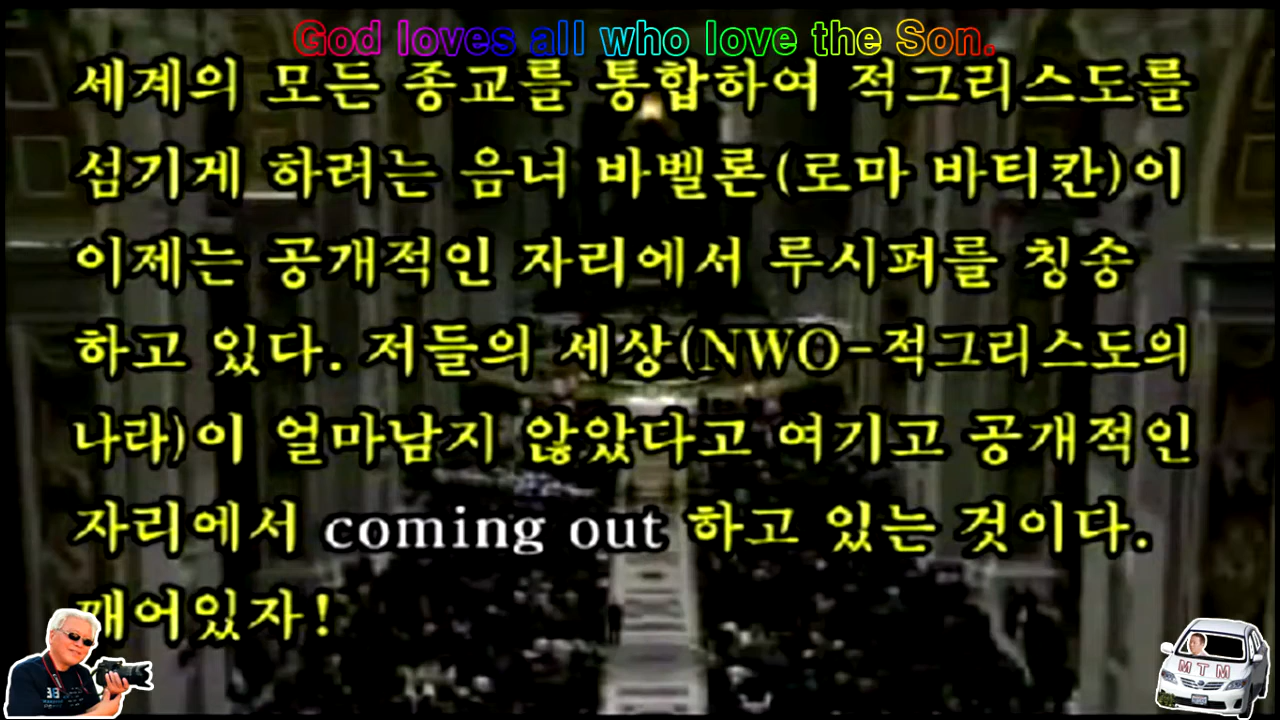 God loves all who love the Son.
세계의 모든 종교를 통합하여 적그리스도를
섬기게 하려는 음녀 바벨론(로마 바티칸)이
이제는 공개적인 자리에서 루시퍼를 칭송
하고 있다. 저들의 세상(NWO-적그리스도의
나라)이 얼마남지 않았다고 여기고 공개적인
자리에서 coming out 하고 있는 것이다.
깨어있자!
MTM